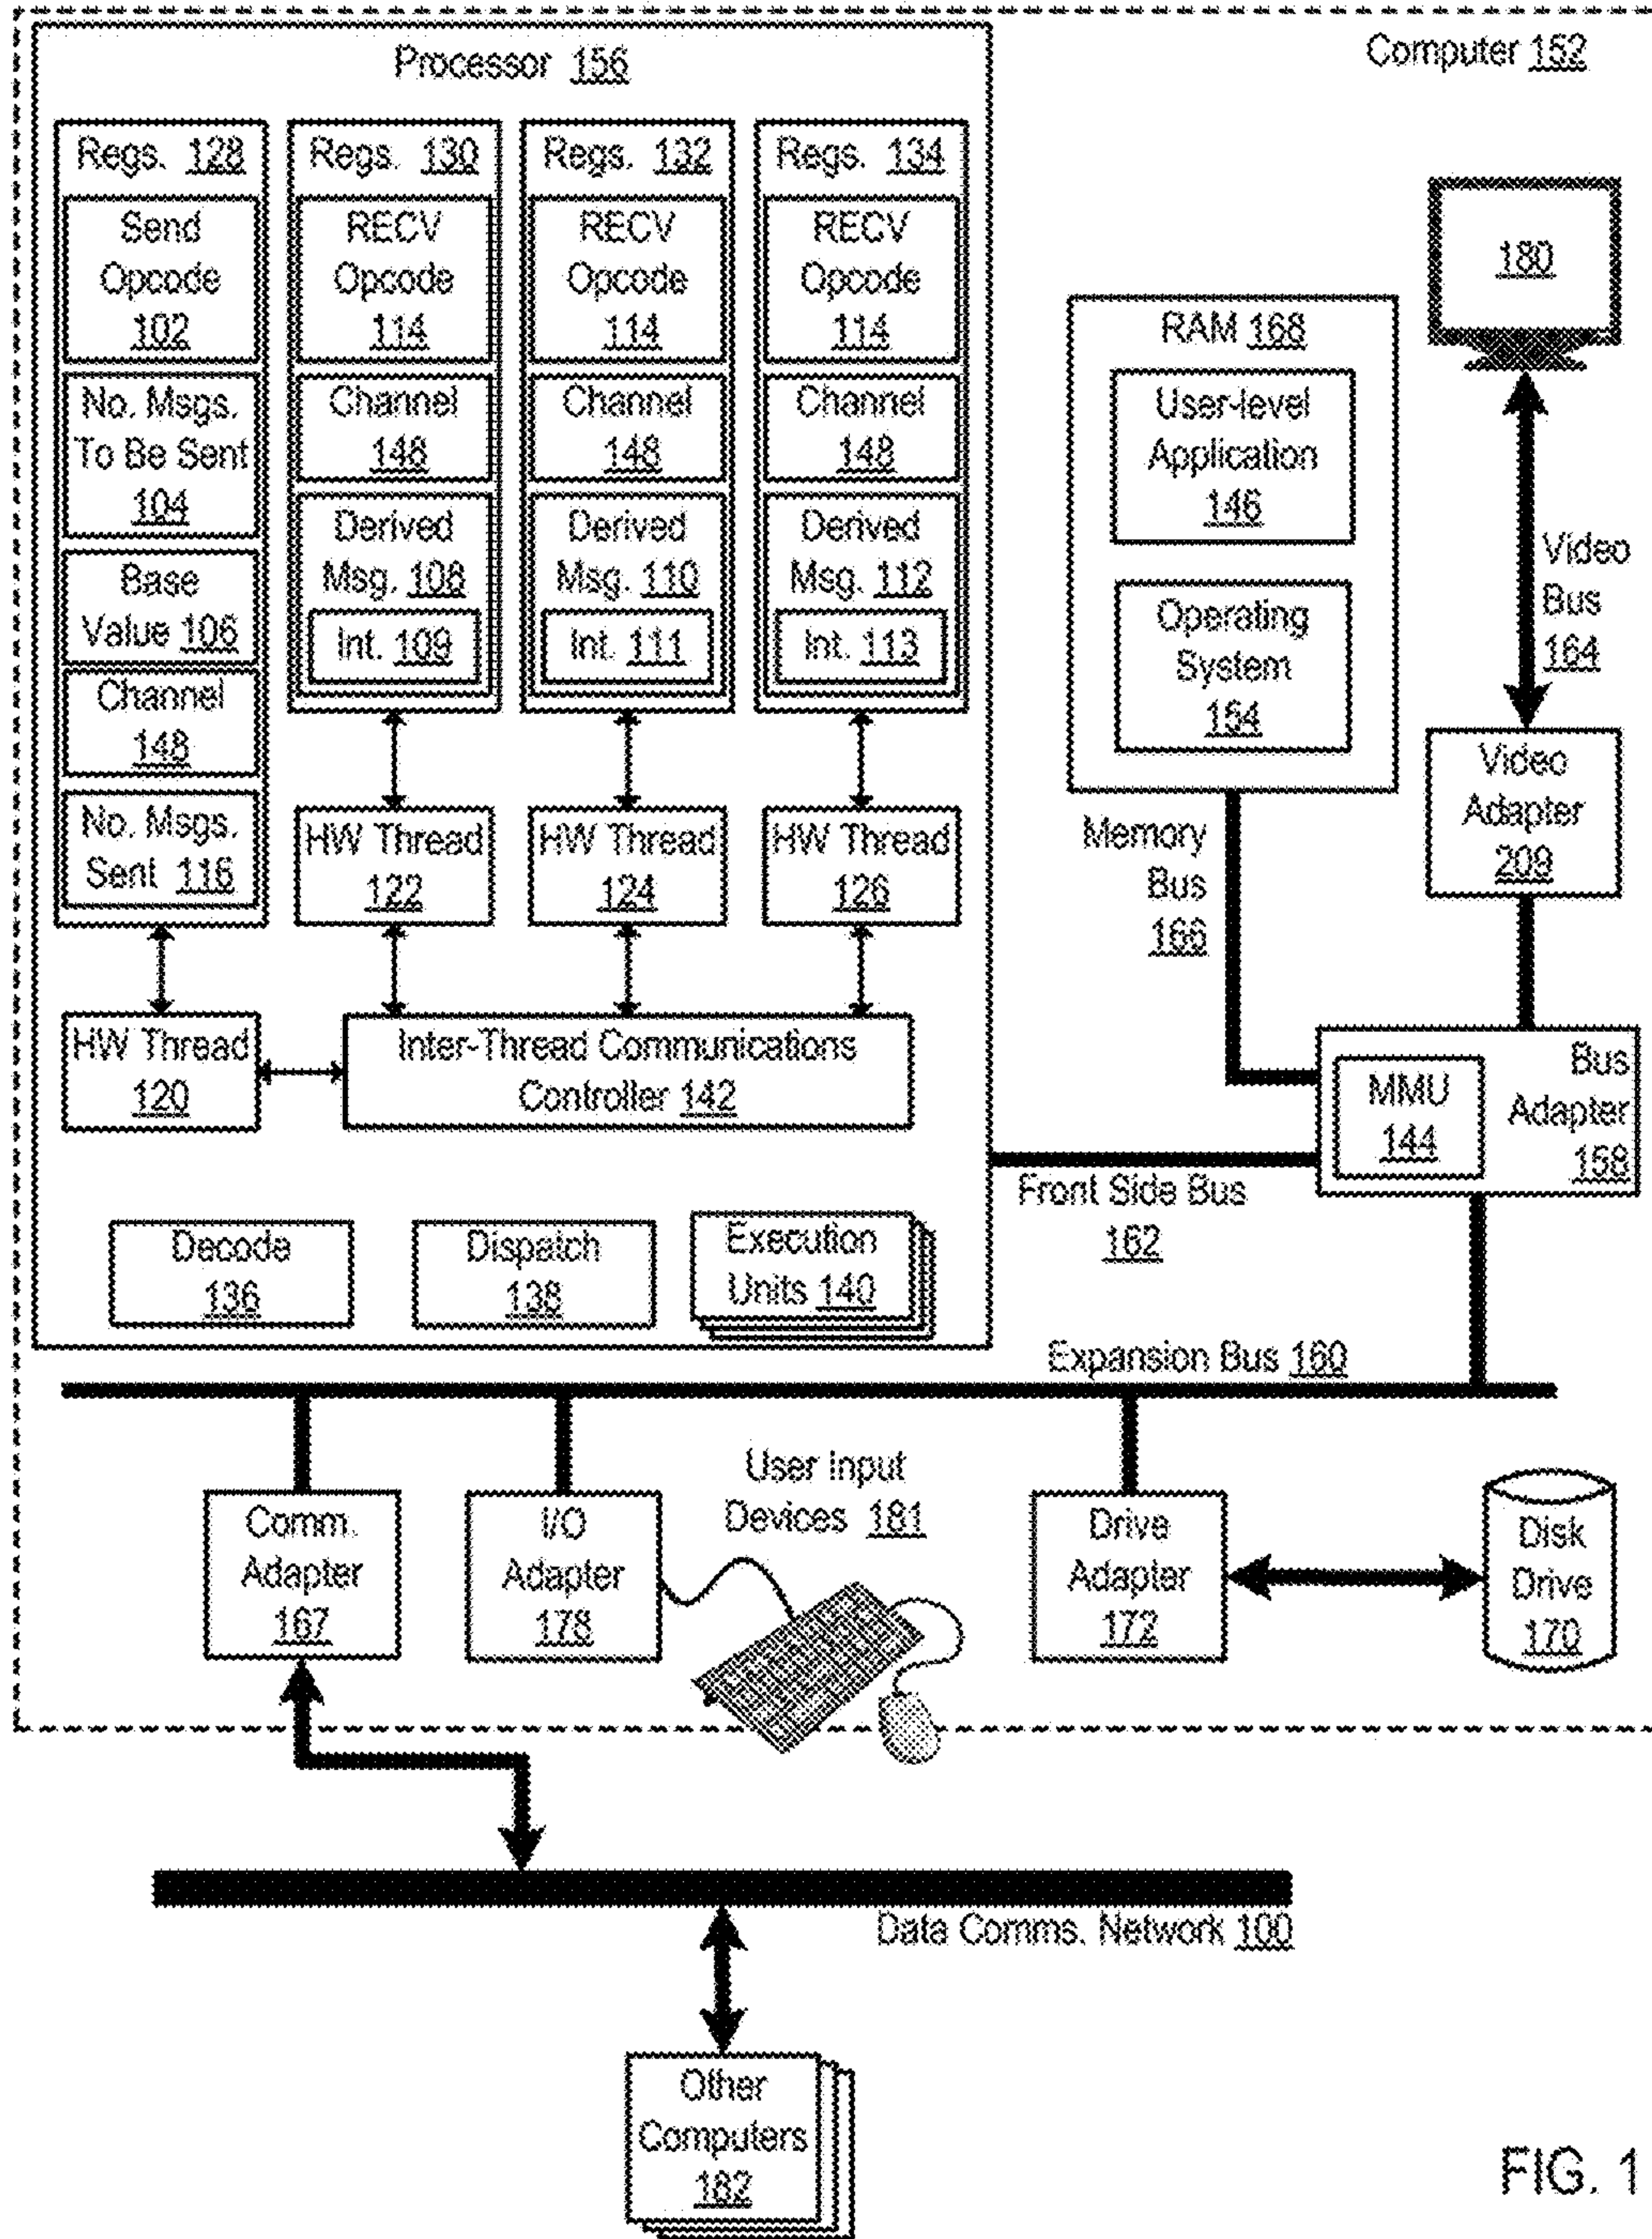 Processor 156
Computer 152
Regs. 128
Send
Opcode
102
No. Msgs.
To Be Sent
104
Base
Value 106
Channel
148
No. Msgs.
Sent 116
Regs. 130
RECV
Opcode
114
Channel
148
Derived
Msg. 108
Int. 109
Regs. 132
RECV
Opcode
114
Channel
148
Derived
Msg. 110
Int. 111
Regs. 134
RECV
Opcode
114
Channel
148
Derived
Msg. 112
Int. 113
HW Thread
122
HW Thread
124
HW Thread
126
HW Thread
120
Inter-Thread Communications
Controller 142
Decode
136
Dispatch
138
Execution
Units 140
RAM 168
User-level
Application
146
Operating
System
154
180
Video
Bus
164
Video
Adapter
209
Memory
Bus
166
MMU
144
Bus
Adapter
158
Front Side Bus
162
Expansion Bus 160
Comm.
Adapter
167
I/O
Adapter
178
User Input
Devices 181
Drive
Adapter
172
Disk
Drive
170
Data Comms. Network 100
Other
Computers
182
FIG. 1